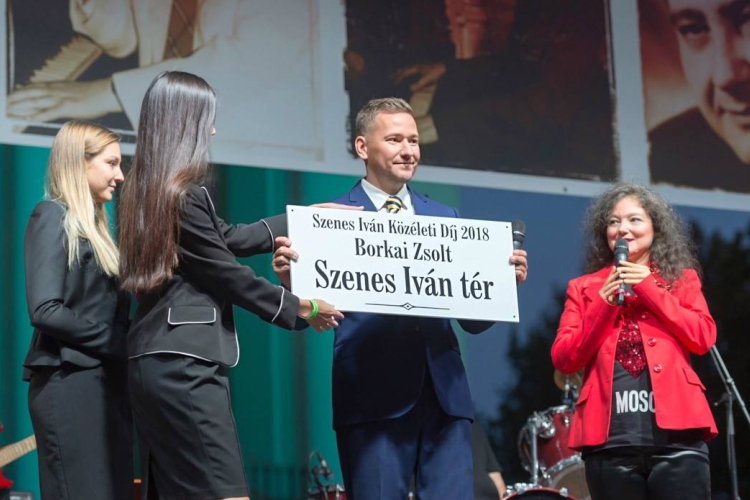 Szenes Iván Közéleti Díj 2018
Borkai Zsolt
Szenes Iván tér
MOSC